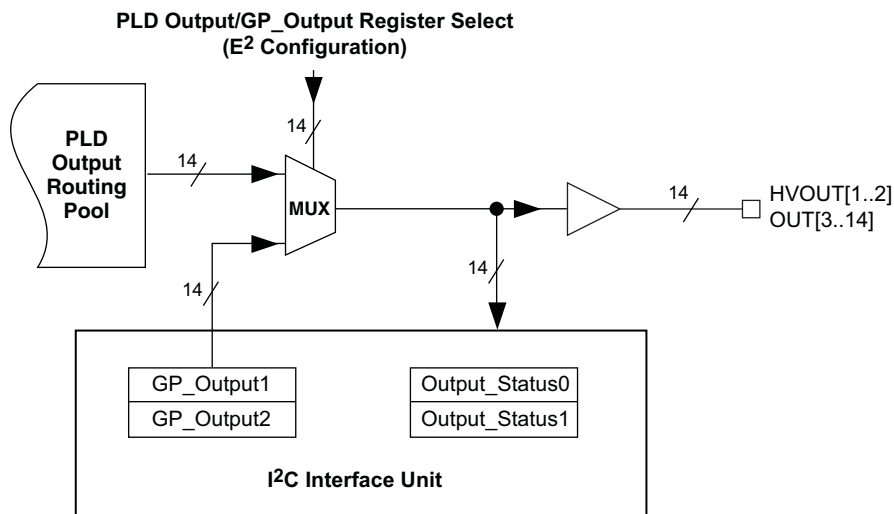 PLD Output/GP_Output Register Select
(E² Configuration)
14
PLD
Output
Routing
Pool
14
MUX
14
HVOUT[1..2]
OUT[3..14]
14
14
GP_Output1
GP_Output2
Output_Status0
Output_Status1
I²C Interface Unit